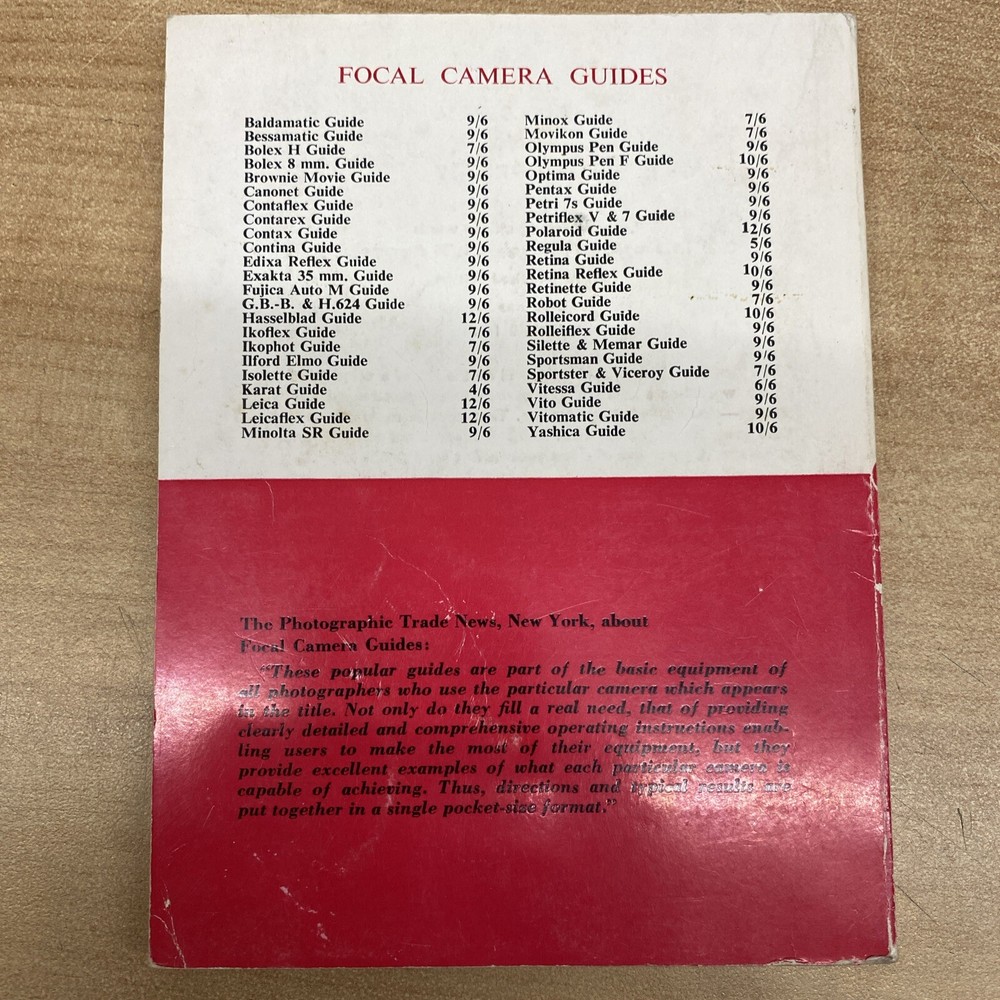 FOCAL CAMERA GUIDES
Baldamatic Guide 9/6
Bessamatic Guide 9/6
Bolex H Guide 7/6
Bolex 8 mm. Guide 9/6
Brownie Movie Guide 9/6
Canonet Guide 9/6
Contaflex Guide 9/6
Contarex Guide 9/6
Contax Guide 9/6
Contina Guide 9/6
Edixa Reflex Guide 9/6
Exakta 35 mm. Guide 9/6
Fujica Auto M Guide 9/6
G.B.-B. & H.624 Guide 9/6
Hasselblad Guide 12/6
Ikoflex Guide 7/6
Ikophot Guide 7/6
Ilford Elmo Guide 9/6
Isolette Guide 7/6
Karat Guide 4/6
Leica Guide 12/6
Leicaflex Guide 12/6
Minolta SR Guide 9/6
Minox Guide 7/6
Movikon Guide 7/6
Olympus Pen Guide 9/6
Olympus Pen F Guide 10/6
Optima Guide 9/6
Pentax Guide 9/6
Petri 7s Guide 9/6
Petriflex V & 7 Guide 9/6
Polaroid Guide 12/6
Regula Guide 5/6
Retina Guide 9/6
Retina Reflex Guide 10/6
Retinette Guide 9/6
Robot Guide 7/6
Rolleicord Guide 10/6
Rolleiflex Guide 9/6
Silette & Memar Guide 9/6
Sportsman Guide 9/6
Sportster & Viceroy Guide 7/6
Vitessa Guide 6/6
Vito Guide 9/6
Vitomatic Guide 9/6
Yashica Guide 10/6
The Photographic Trade News, New York, about
Focal Camera Guides:
"These popular guides are part of the basic equipment of
all photographers who use the particular camera which appears
in the title. Not only do they fill a real need, that of providing
clearly detailed and comprehensive operating instructions enab-
ling users to make the most of their equipment, but they
provide excellent examples of what each particular camera is
capable of achieving. Thus, directions and typical results are
put together in a single pocket-size format."